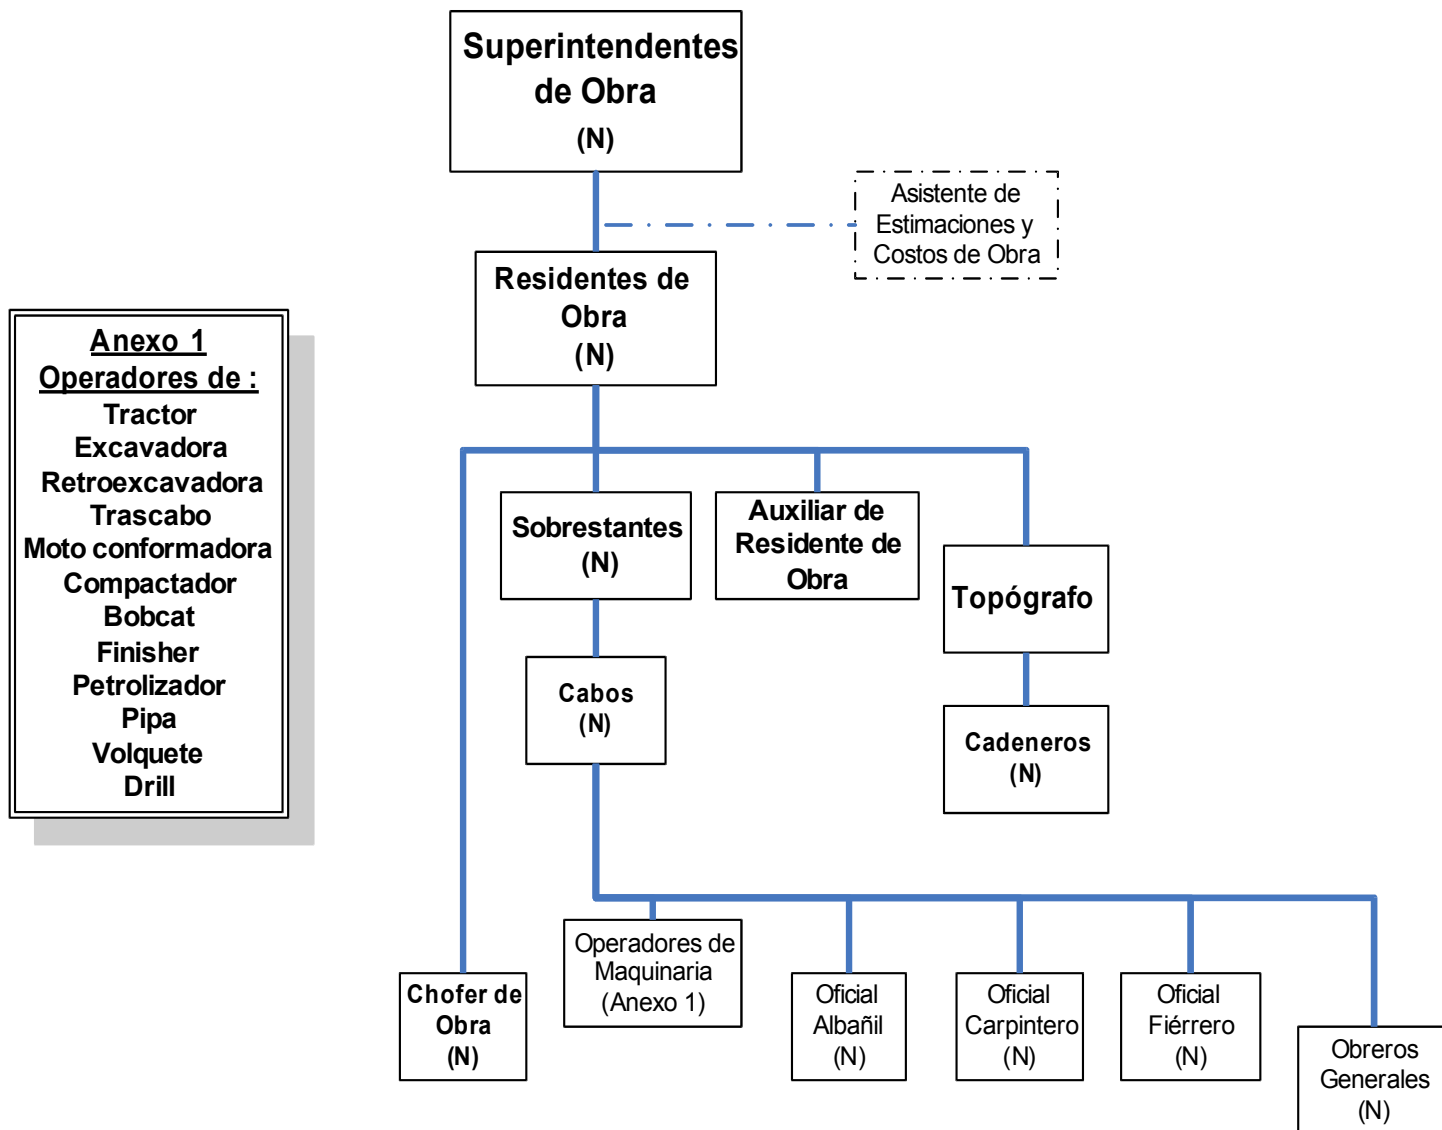 Superintendentes
de Obra
(N)
Asistente de
Estimaciones y
Costos de Obra
Residentes de
Obra
(N)
Anexo 1
Operadores de :
Tractor
Excavadora
Retroexcavadora
Trascabo
Moto conformadora
Compactador
Bobcat
Finisher
Petrolizador
Pipa
Volquete
Drill
Sobrestantes
(N)
Auxiliar de
Residente de
Obra
Topógrafo
Cabos
(N)
Cadeneros
(N)
Chofer de
Obra
(N)
Operadores de
Maquinaria
(Anexo 1)
Oficial
Albañil
(N)
Oficial
Carpintero
(N)
Oficial
Fiérrero
(N)
Obreros
Generales
(N)